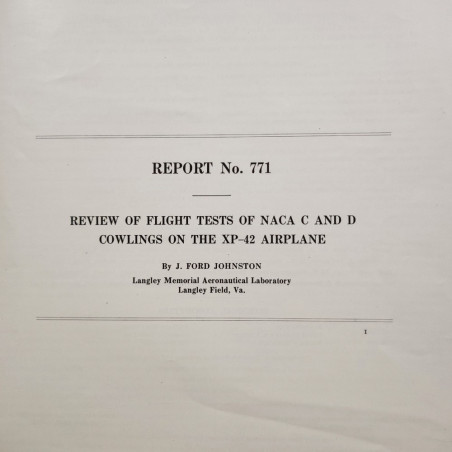 REPORT No. 771
REVIEW OF FLIGHT TESTS OF NACA C AND D
COWLINGS ON THE XP-42 AIRPLANE
By J. FORD JOHNSTON
Langley Memorial Aeronautical Laboratory
Langley Field, Va.
I